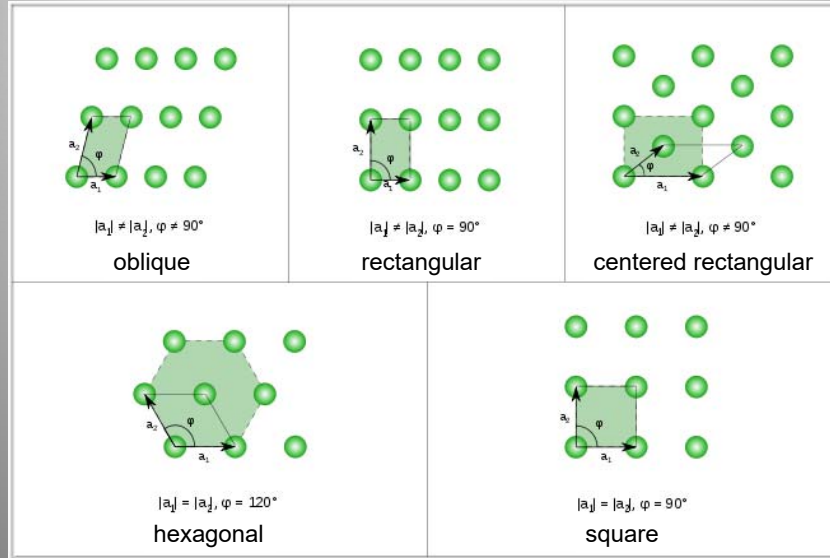 a₂
φ
a₁
|a₁| ≠ |a₂|, φ ≠ 90°
oblique
a₂
φ
a₁
|a₁| ≠ |a₂|, φ = 90°
rectangular
a₂
φ
a₁
|a₁| ≠ |a₂|, φ ≠ 90°
centered rectangular
a₂
φ
a₁
|a₁| = |a₂|, φ = 120°
hexagonal
a₂
φ
a₁
|a₁| = |a₂|, φ = 90°
square